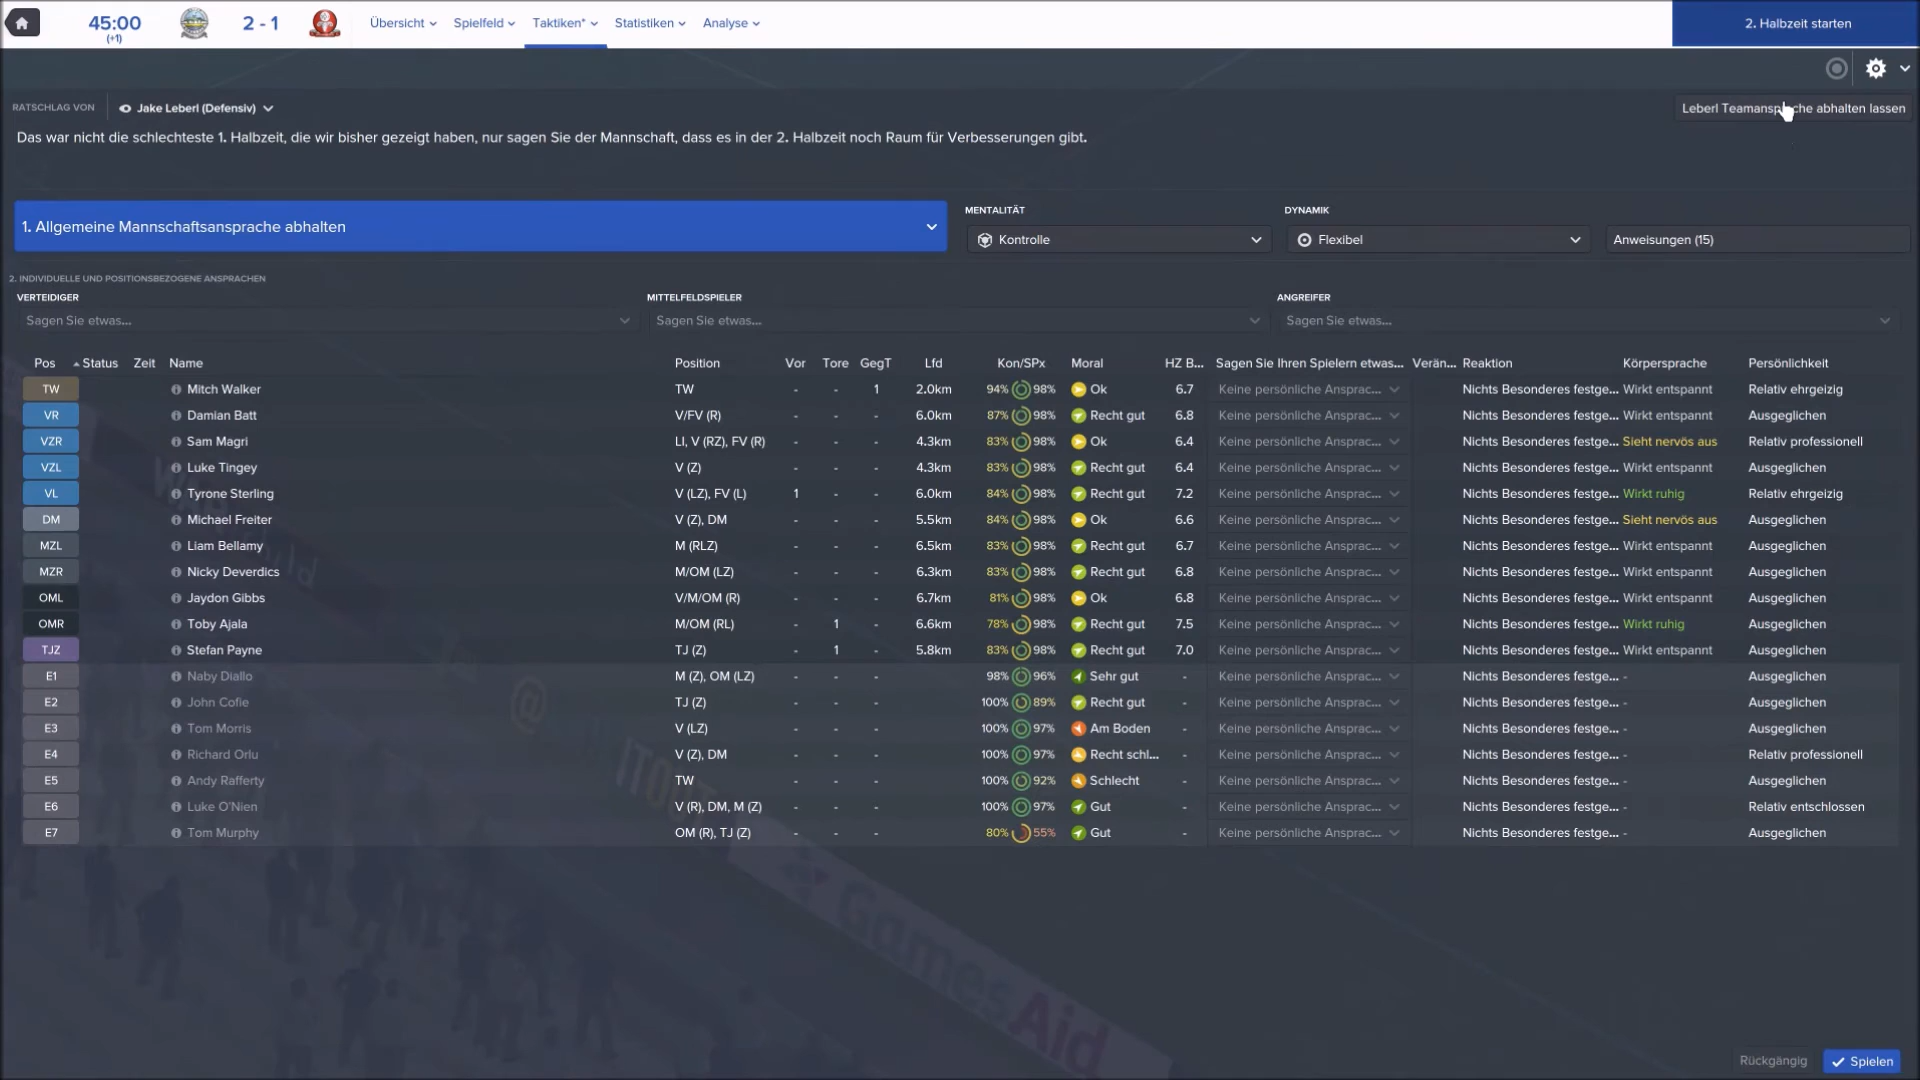 45:00
(+1)
2 - 1
Übersicht
Spielfeld
Taktiken*
Statistiken
Analyse
2. Halbzeit starten
RATSCHLAG VON
Jake Leberl (Defensiv)
Leberl Teamansprache abhalten lassen
Das war nicht die schlechteste 1. Halbzeit, die wir bisher gezeigt haben, nur sagen Sie der Mannschaft, dass es in der 2. Halbzeit noch Raum für Verbesserungen gibt.
1. Allgemeine Mannschaftsansprache abhalten
MENTALITÄT
Kontrolle
DYNAMIK
Flexibel
Anweisungen (15)
2. INDIVIDUELLE UND POSITIONSBEZOGENE ANSPRACHEN
VERTEIDIGER
Sagen Sie etwas...
MITTELFELDSPIELER
Sagen Sie etwas...
ANGREIFER
Sagen Sie etwas...
Pos Status Zeit Name Position Vor Tore GegT Lfd Kon/SPx Moral HZ B... Sagen Sie Ihren Spielern etwas... Verän... Reaktion Körpersprache Persönlichkeit
TW Mitch Walker TW - - 1 2.0km 94% 98% Ok 6.7 Keine persönliche Ansprac... Nichts Besonderes festge... Wirkt entspannt Relativ ehrgeizig
VR Damian Batt V/FV (R) - - - 6.0km 87% 98% Recht gut 6.8 Keine persönliche Ansprac... Nichts Besonderes festge... Wirkt entspannt Ausgeglichen
VZR Sam Magri LI, V (RZ), FV (R) - - - 4.3km 83% 98% Ok 6.4 Keine persönliche Ansprac... Nichts Besonderes festge... Sieht nervös aus Relativ professionell
VZL Luke Tingey V (Z) - - - 4.3km 83% 98% Recht gut 6.4 Keine persönliche Ansprac... Nichts Besonderes festge... Wirkt entspannt Ausgeglichen
VL Tyrone Sterling V (LZ), FV (L) 1 - - 6.0km 84% 98% Recht gut 7.2 Keine persönliche Ansprac... Nichts Besonderes festge... Wirkt ruhig Relativ ehrgeizig
DM Michael Freiter V (Z), DM - - - 5.5km 84% 98% Ok 6.6 Keine persönliche Ansprac... Nichts Besonderes festge... Sieht nervös aus Ausgeglichen
MZL Liam Bellamy M (RLZ) - - - 6.5km 83% 98% Recht gut 6.7 Keine persönliche Ansprac... Nichts Besonderes festge... Wirkt entspannt Ausgeglichen
MZR Nicky Deverdics M/OM (LZ) - - - 6.3km 83% 98% Recht gut 6.8 Keine persönliche Ansprac... Nichts Besonderes festge... Wirkt entspannt Ausgeglichen
OML Jaydon Gibbs V/M/OM (R) - - - 6.7km 81% 98% Ok 6.8 Keine persönliche Ansprac... Nichts Besonderes festge... Wirkt entspannt Ausgeglichen
OMR Toby Ajala M/OM (RL) - 1 - 6.6km 78% 98% Recht gut 7.5 Keine persönliche Ansprac... Nichts Besonderes festge... Wirkt ruhig Ausgeglichen
TJZ Stefan Payne TJ (Z) - 1 - 5.8km 83% 98% Recht gut 7.0 Keine persönliche Ansprac... Nichts Besonderes festge... Wirkt entspannt Ausgeglichen
E1 Naby Diallo M (Z), OM (LZ) - - - 98% 96% Sehr gut - Keine persönliche Ansprac... Nichts Besonderes festge... - Ausgeglichen
E2 John Cofie TJ (Z) - - - 100% 89% Recht gut - Keine persönliche Ansprac... Nichts Besonderes festge... - Ausgeglichen
E3 Tom Morris V (LZ) - - - 100% 97% Am Boden - Keine persönliche Ansprac... Nichts Besonderes festge... - Ausgeglichen
E4 Richard Orlu V (Z), DM - - - 100% 97% Recht schl... - Keine persönliche Ansprac... Nichts Besonderes festge... - Relativ professionell
E5 Andy Rafferty TW - - - 100% 92% Schlecht - Keine persönliche Ansprac... Nichts Besonderes festge... - Ausgeglichen
E6 Luke O'Nien V (R), DM, M (Z) - - - 100% 97% Gut - Keine persönliche Ansprac... Nichts Besonderes festge... - Relativ entschlossen
E7 Tom Murphy OM (R), TJ (Z) - - - 80% 55% Gut - Keine persönliche Ansprac... Nichts Besonderes festge... - Ausgeglichen
GamesAid
Rückgängig
Spielen